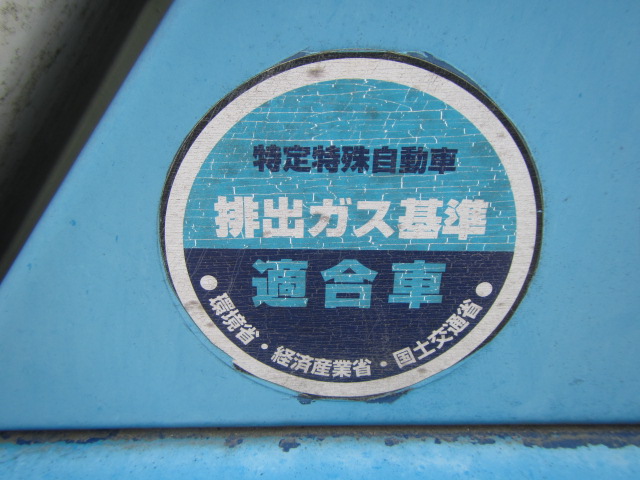 特定特殊自動車
排出ガス基準
適合車
環境省・経済産業省・国土交通省